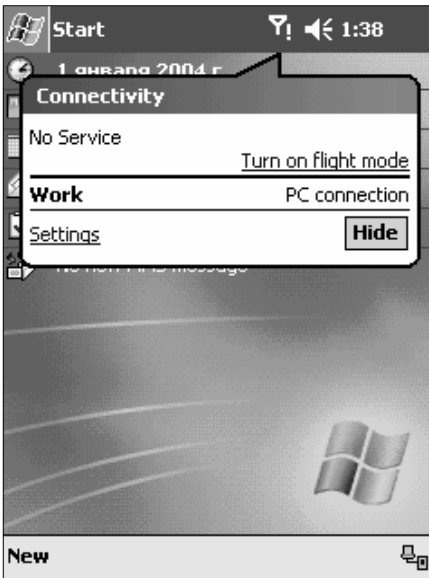 Start 1:38
1 января 2004 г.
Connectivity
No Service
Turn on flight mode
Work PC connection
Settings Hide
New